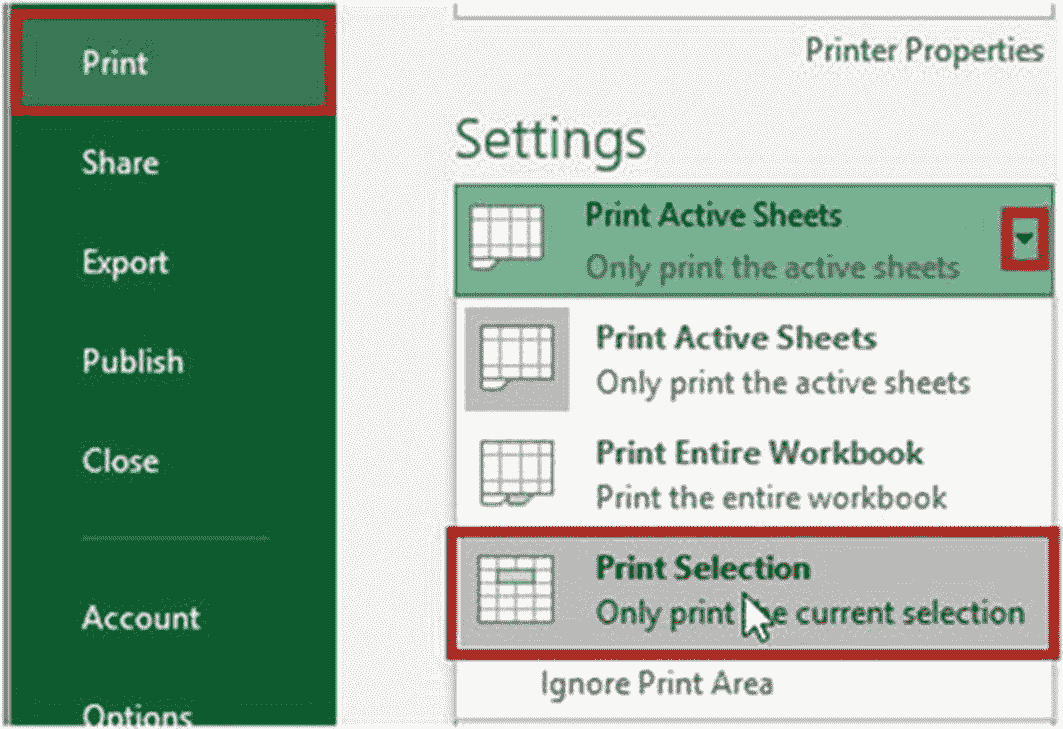 Print
Share
Export
Publish
Close
Account
Options
Printer Properties
Settings
Print Active Sheets
Only print the active sheets
Print Active Sheets
Only print the active sheets
Print Entire Workbook
Print the entire workbook
Print Selection
Only print the current selection
Ignore Print Area